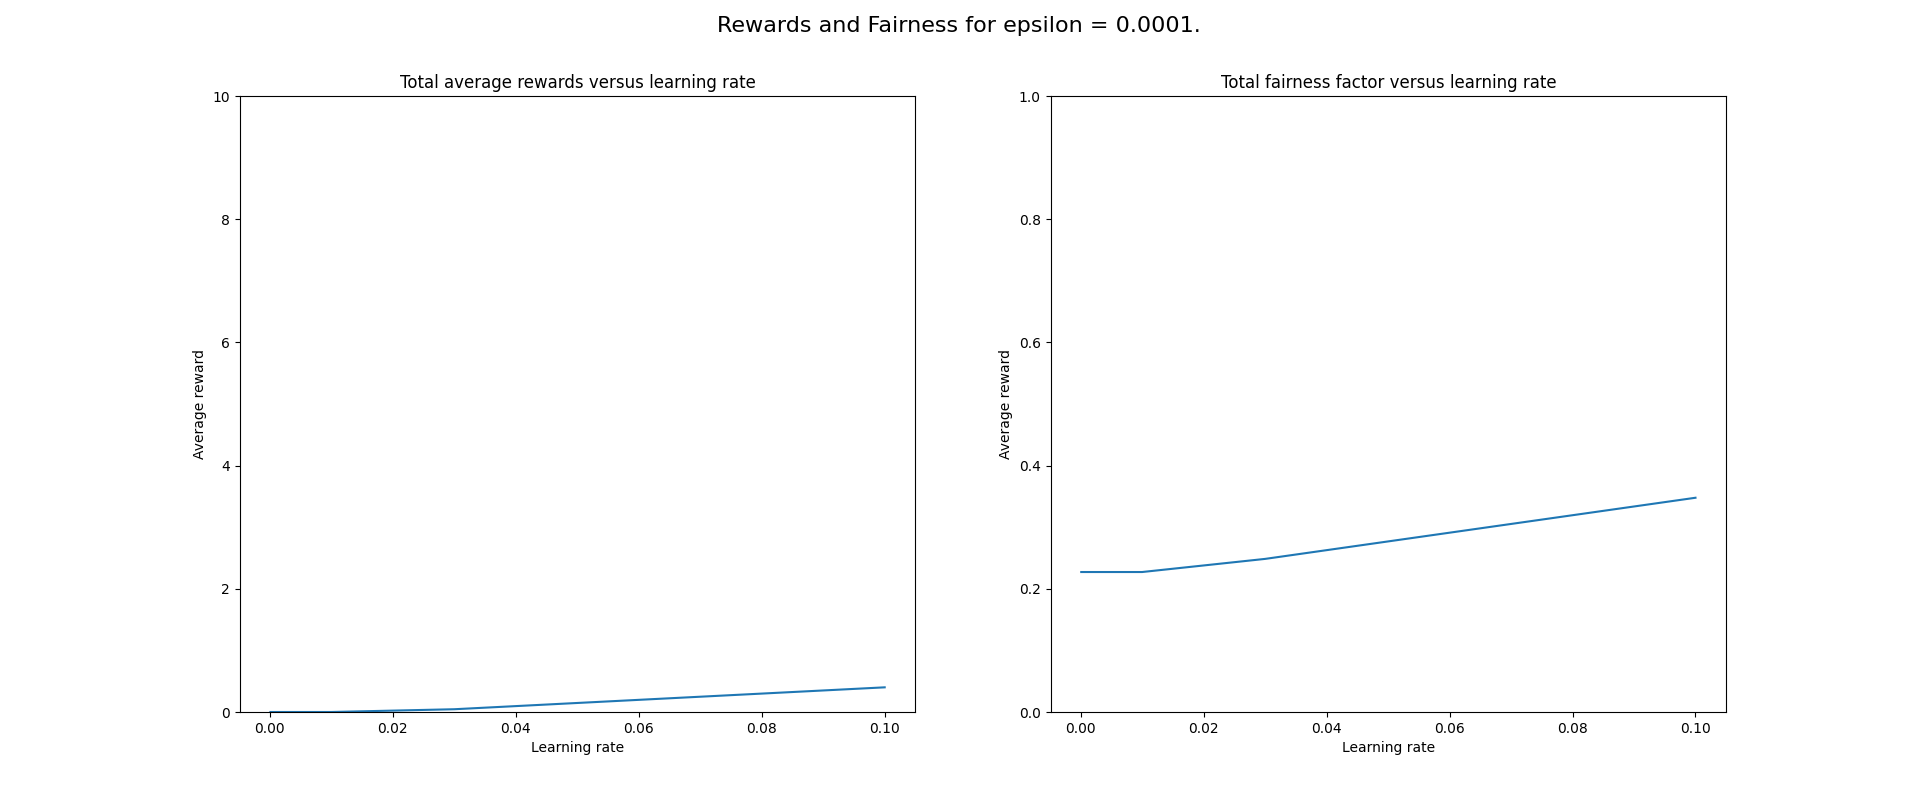 Rewards and Fairness for epsilon = 0.0001.
Total average rewards versus learning rate
10
8
6
4
2
0
Average reward
0.00 0.02 0.04 0.06 0.08 0.10
Learning rate
Total fairness factor versus learning rate
1.0
0.8
0.6
0.4
0.2
0.0
Average reward
0.00 0.02 0.04 0.06 0.08 0.10
Learning rate